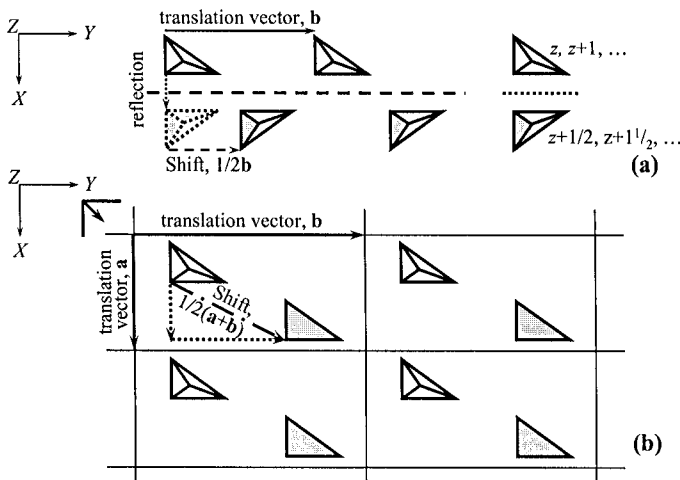 translation vector, b
Z
Y
X
z, z+1, …
reflection
Shift, 1/2b
z+1/2, z+1¹/₂, …
(a)
Z
Y
X
translation vector, b
translation
vector, a
Shift,
1/2(a+b)
(b)